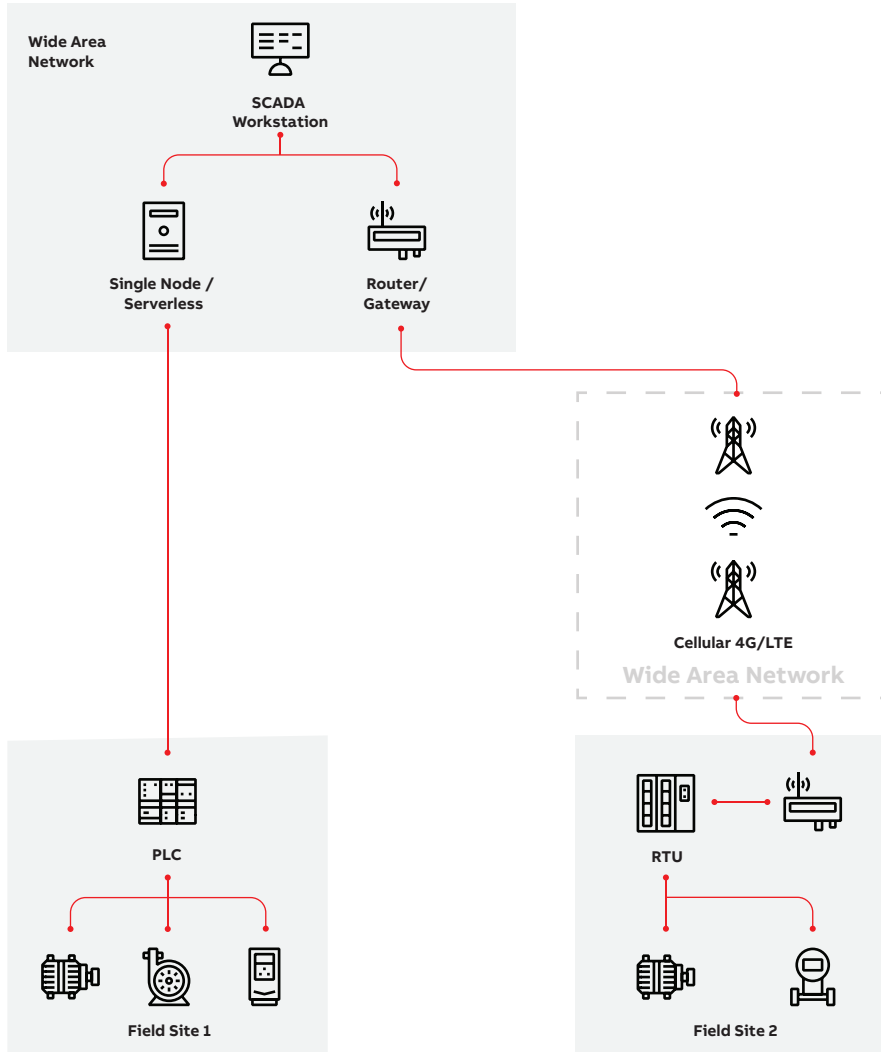 Wide Area
Network
SCADA
Workstation
Single Node /
Serverless
Router/
Gateway
Cellular 4G/LTE
Wide Area Network
PLC
RTU
Field Site 1
Field Site 2